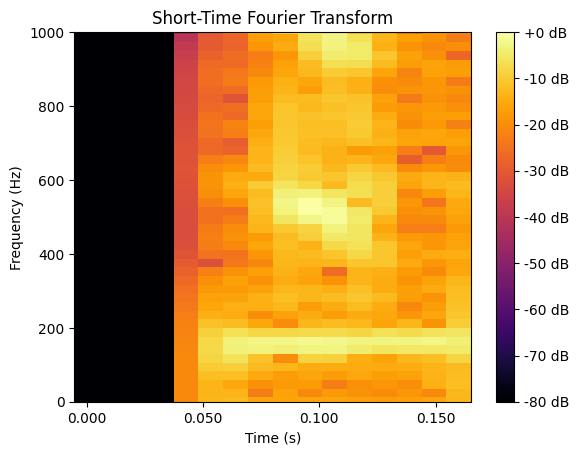 Short-Time Fourier Transform
1000
800
600
400
200
0
Frequency (Hz)
0.000
0.050
0.100
0.150
Time (s)
+0 dB
-10 dB
-20 dB
-30 dB
-40 dB
-50 dB
-60 dB
-70 dB
-80 dB